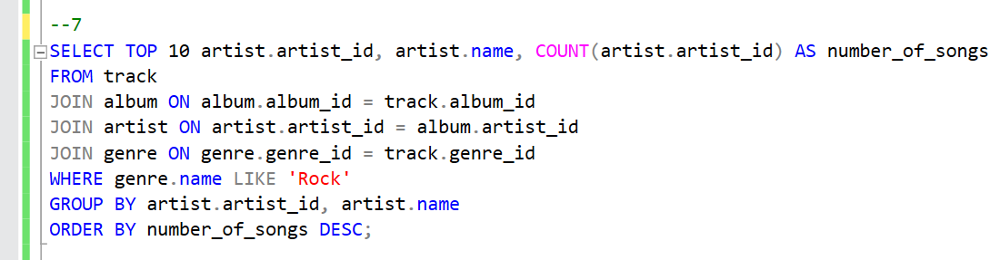 --7
SELECT TOP 10 artist.artist_id, artist.name, COUNT(artist.artist_id) AS number_of_songs
FROM track
JOIN album ON album.album_id = track.album_id
JOIN artist ON artist.artist_id = album.artist_id
JOIN genre ON genre.genre_id = track.genre_id
WHERE genre.name LIKE 'Rock'
GROUP BY artist.artist_id, artist.name
ORDER BY number_of_songs DESC;